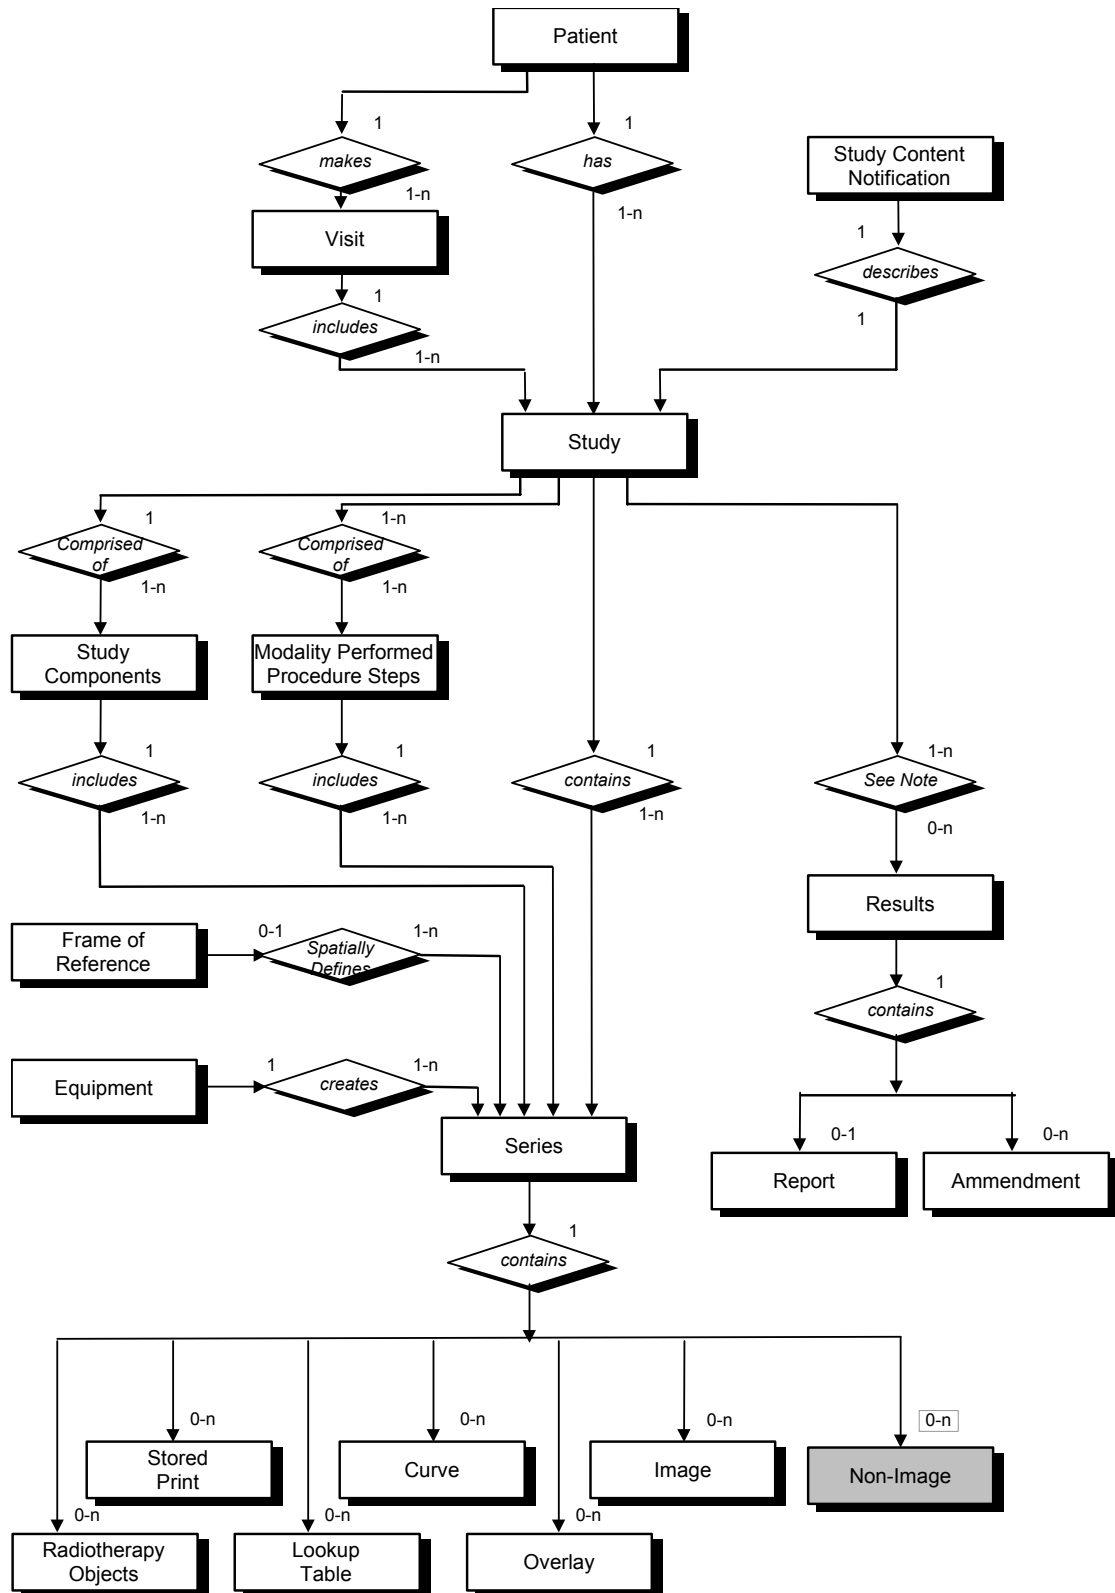 Patient
1
1
makes
has
Study Content
Notification
1-n
1-n
Visit
1
describes
1
includes
1
1-n
Study
1
1-n
Comprised
of
Comprised
of
1-n
1-n
Study
Components
Modality Performed
Procedure Steps
1
1
1
1-n
includes
includes
contains
See Note
1-n
1-n
1-n
0-n
Results
Frame of
Reference
0-1
Spatially
Defines
1-n
1
contains
Equipment
1
creates
1-n
0-1
0-n
Series
Report
Ammendment
1
contains
0-n
0-n
0-n
0-n
Stored
Print
Curve
Image
Non-Image
0-n
0-n
0-n
Radiotherapy
Objects
Lookup
Table
Overlay